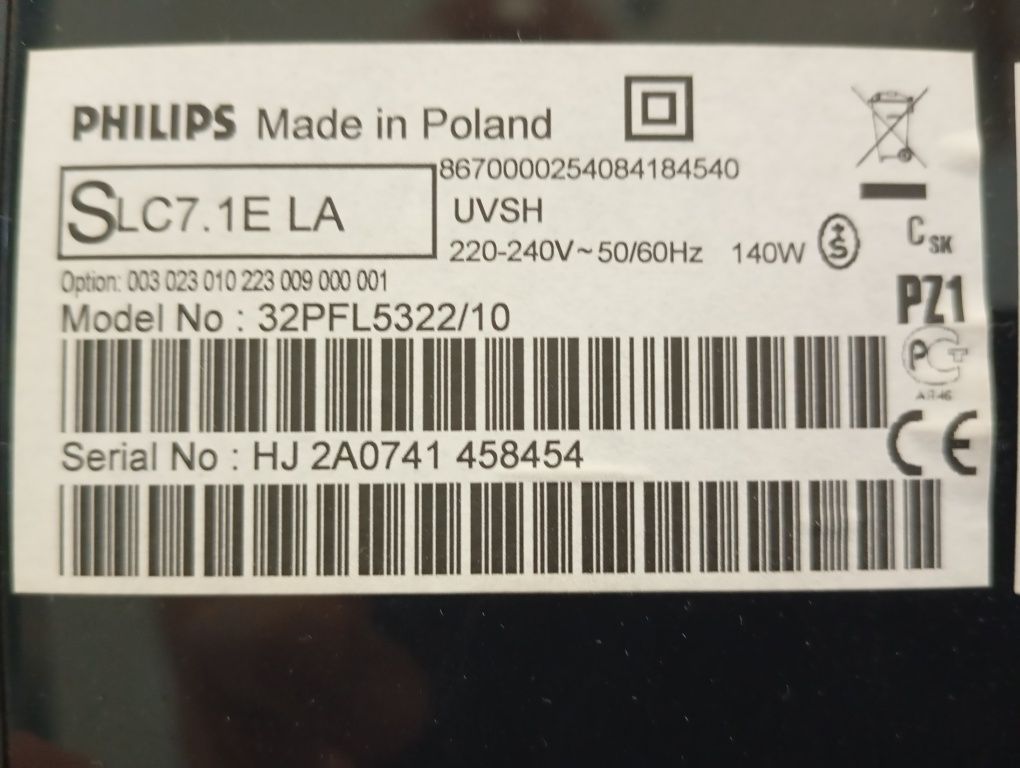 PHILIPS Made in Poland
8670000254084184540
SLC7.1E LA
UVSH
220-240V~50/60Hz 140W
S
CSK
Option: 003 023 010 223 009 000 001
PZ1
Model No : 32PFL5322/10
Serial No : HJ 2A0741 458454
CE